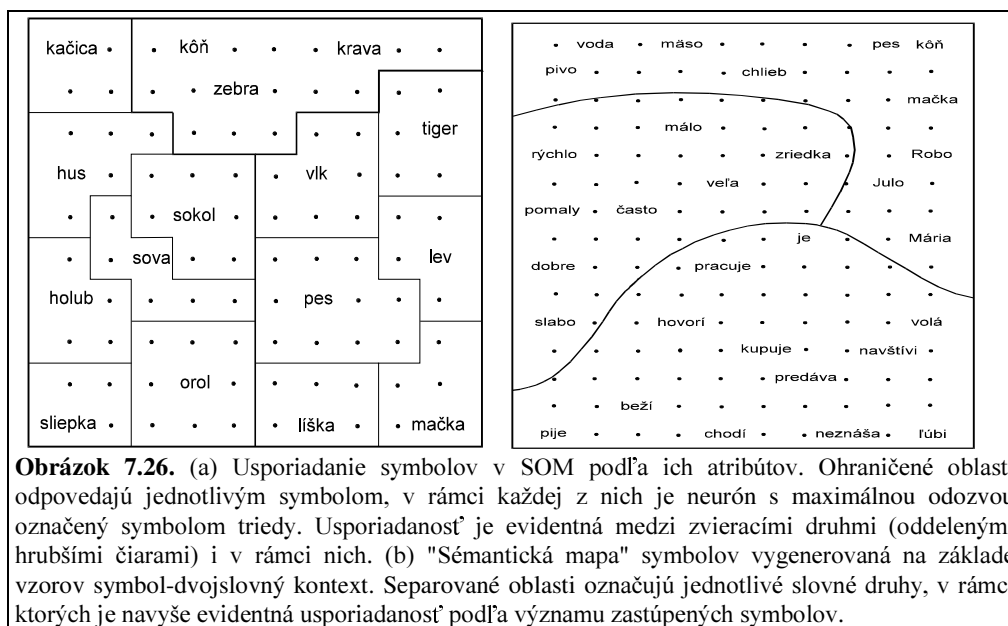 kačica kôň krava
zebra
tiger
hus vlk
sokol
sova lev
holub pes
orol
sliepka líška mačka
voda mäso pes kôň
pivo chlieb
mačka
málo
rýchlo zriedka Robo
veľa Julo
pomaly často
je Mária
dobre pracuje
slabo hovorí volá
kupuje navštívi
predáva
beží
pije chodí neznáša ľúbi
Obrázok 7.26. (a) Usporiadanie symbolov v SOM podľa ich atribútov. Ohraničené oblast
odpovedajú jednotlivým symbolom, v rámci každej z nich je neurón s maximálnou odozvou
označený symbolom triedy. Usporiadanosť je evidentná medzi zvieracími druhmi (oddeleným
hrubšími čiarami) i v rámci nich. (b) "Sémantická mapa" symbolov vygenerovaná na základe
vzorov symbol-dvojslovný kontext. Separované oblasti označujú jednotlivé slovné druhy, v rámc
ktorých je navyše evidentná usporiadanosť podľa významu zastúpených symbolov.